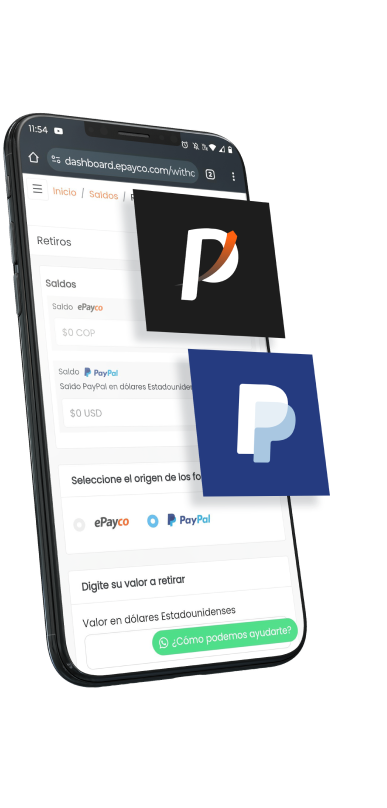 11:54
dashboard.epayco.com/withd
2
Inicio / Saldos /
Retiros
Saldos
Saldo ePayco
$0 COP
Saldo PayPal
Saldo PayPal en dólares Estadouniden
$0 USD
Seleccione el origen de los fo
ePayco PayPal
Digite su valor a retirar
Valor en dólares Estadounidenses
¿Cómo podemos ayudarte?